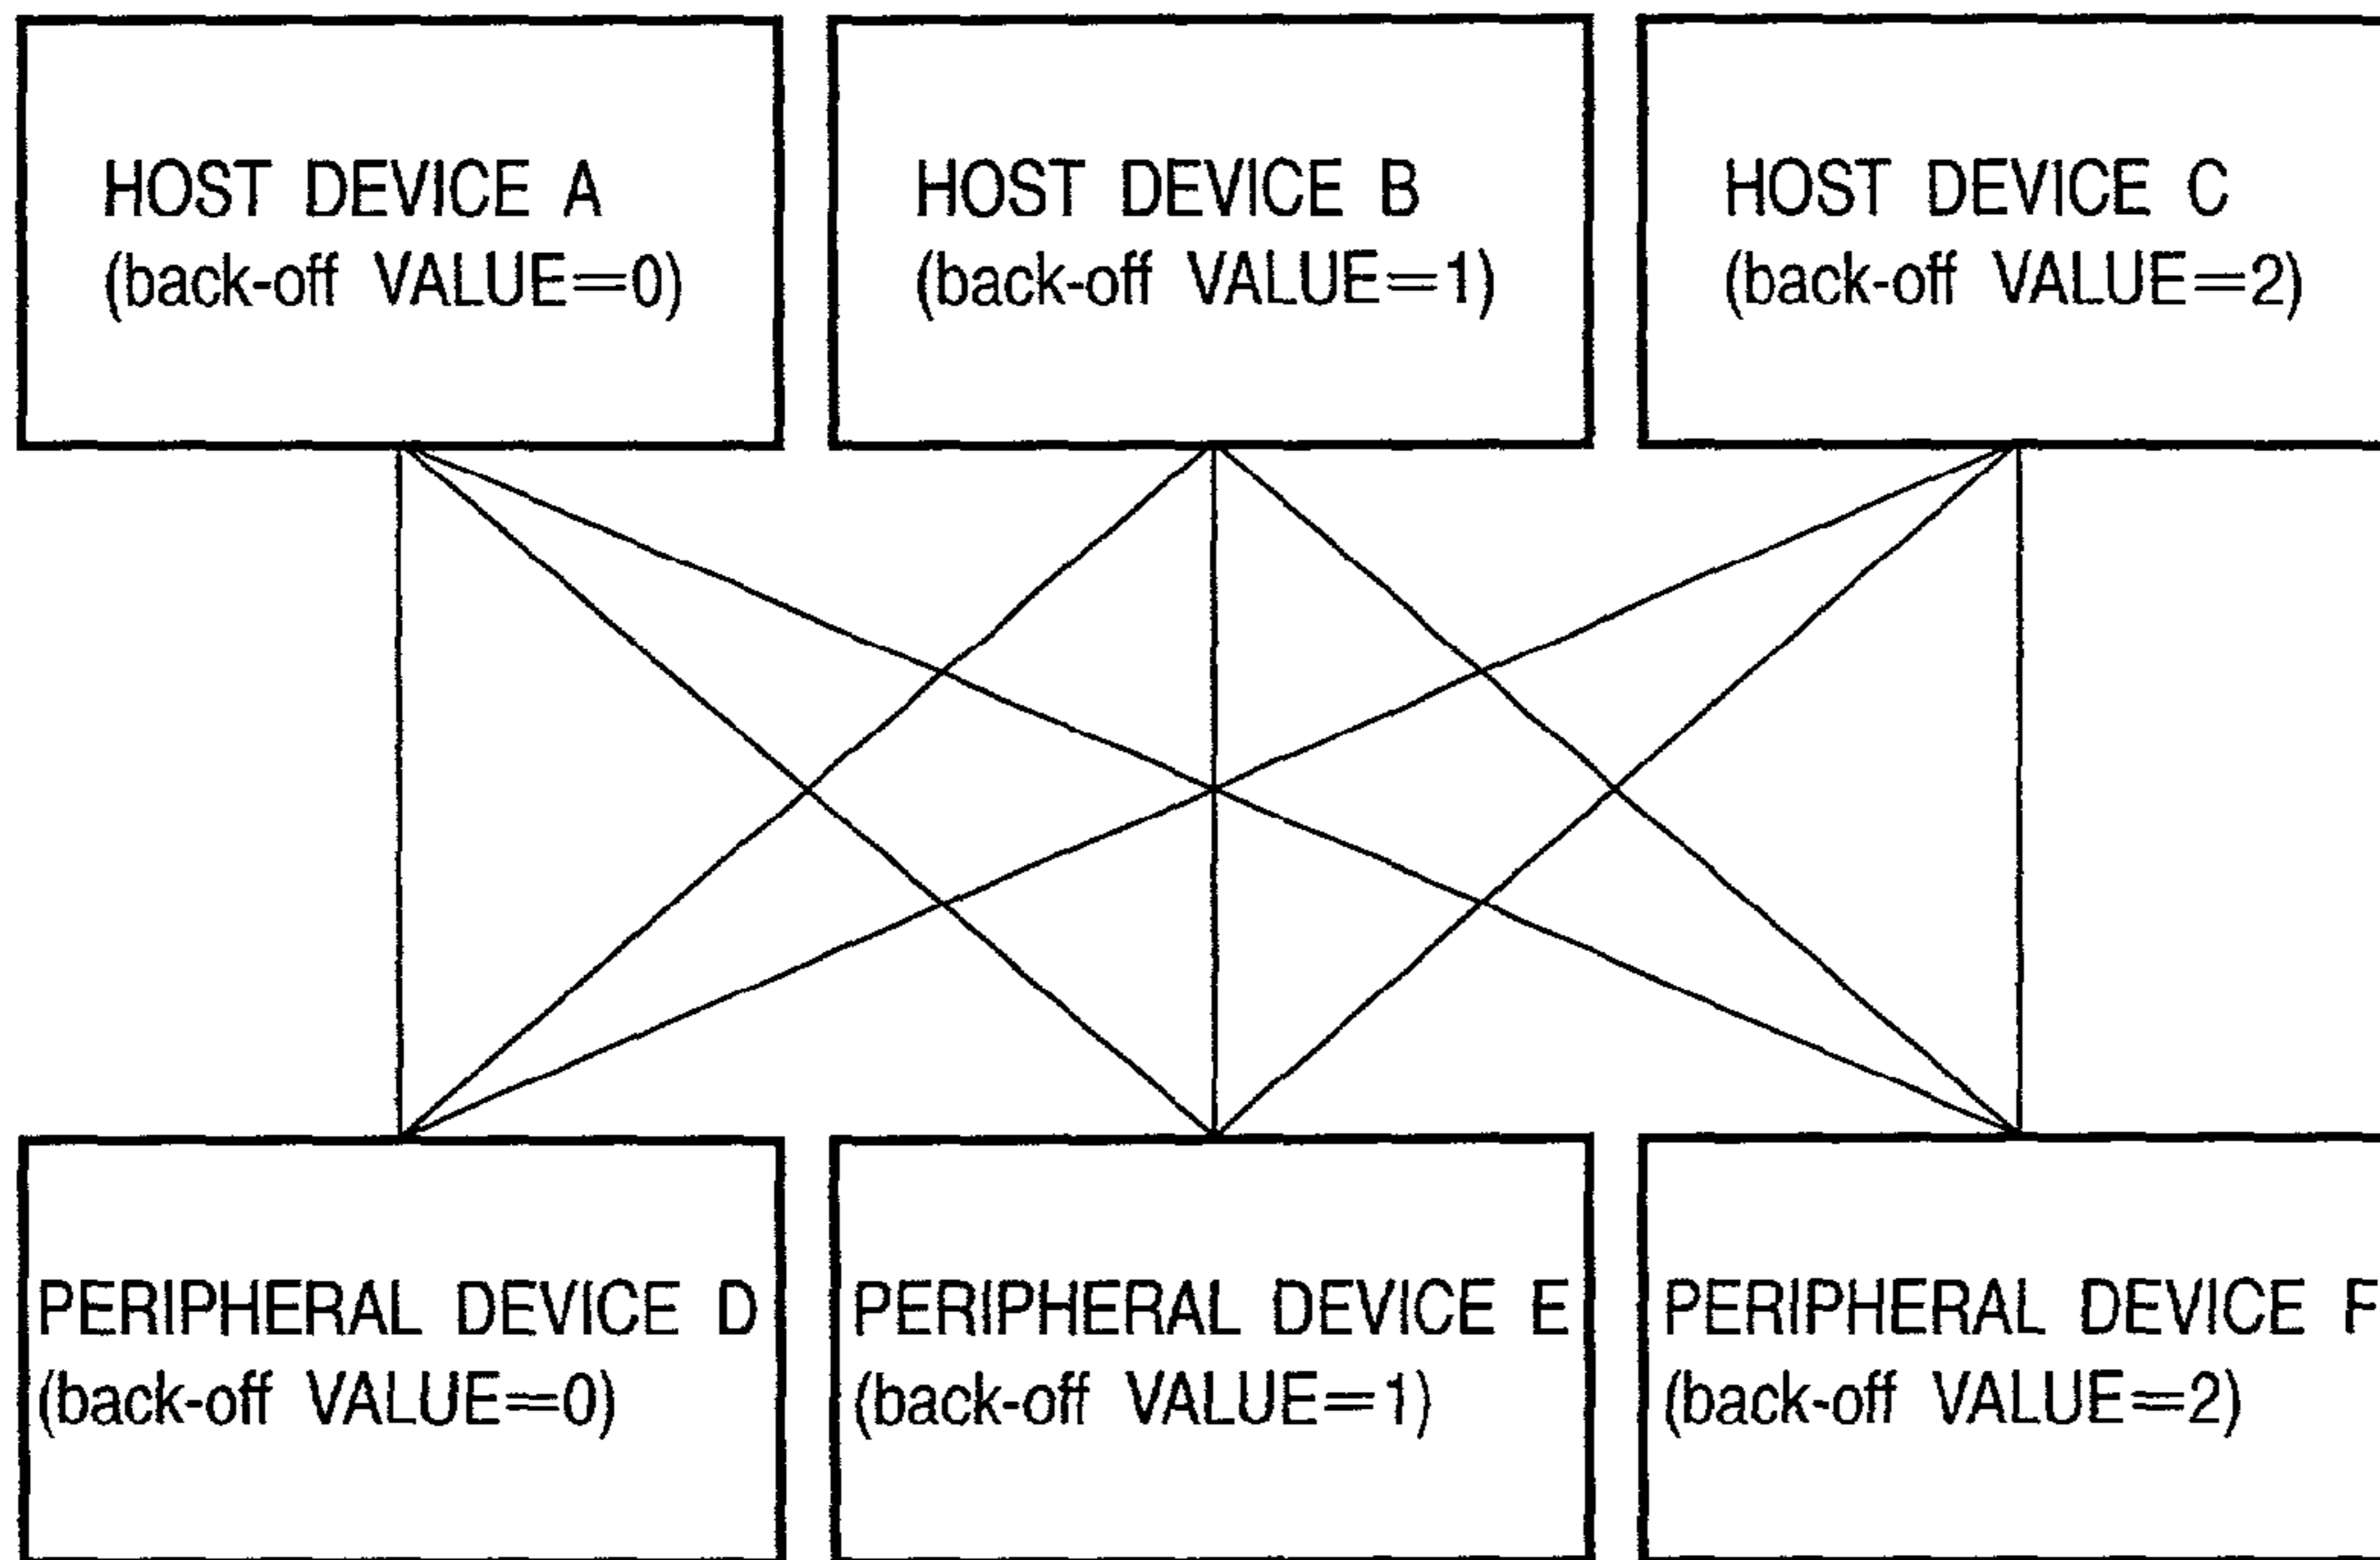 HOST DEVICE A
(back-off VALUE=0)
HOST DEVICE B
(back-off VALUE=1)
HOST DEVICE C
(back-off VALUE=2)
PERIPHERAL DEVICE D
(back-off VALUE=0)
PERIPHERAL DEVICE E
(back-off VALUE=1)
PERIPHERAL DEVICE F
(back-off VALUE=2)